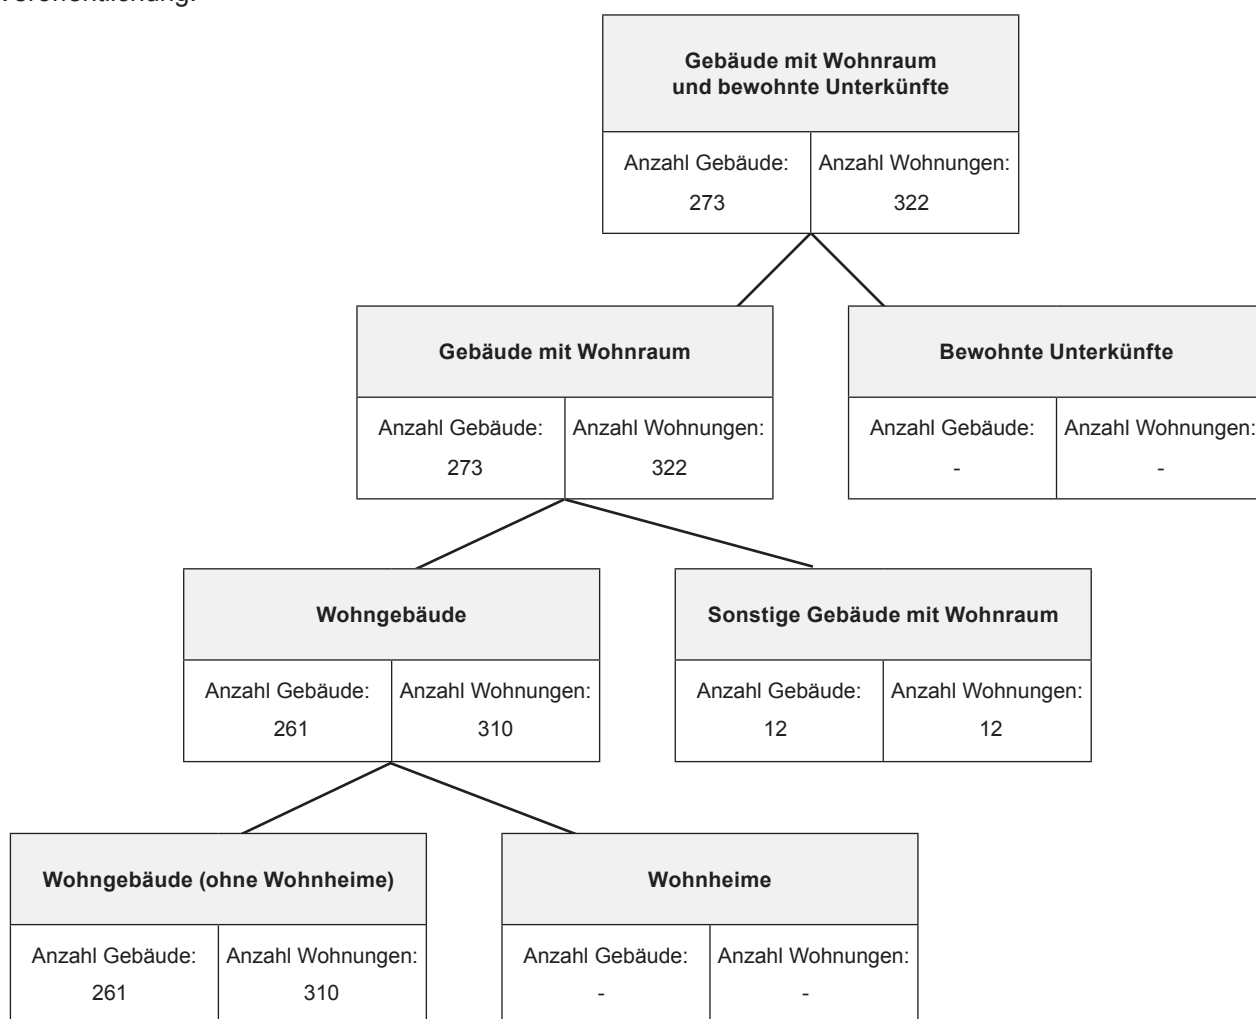 Gebäude mit Wohnraum
und bewohnte Unterkünfte
Anzahl Gebäude: Anzahl Wohnungen:
273 322
Gebäude mit Wohnraum Bewohnte Unterkünfte
Anzahl Gebäude: Anzahl Wohnungen: Anzahl Gebäude: Anzahl Wohnungen:
273 322 - -
Wohngebäude Sonstige Gebäude mit Wohnraum
Anzahl Gebäude: Anzahl Wohnungen: Anzahl Gebäude: Anzahl Wohnungen:
261 310 12 12
Wohngebäude (ohne Wohnheime) Wohnheime
Anzahl Gebäude: Anzahl Wohnungen: Anzahl Gebäude: Anzahl Wohnungen:
261 310 - -